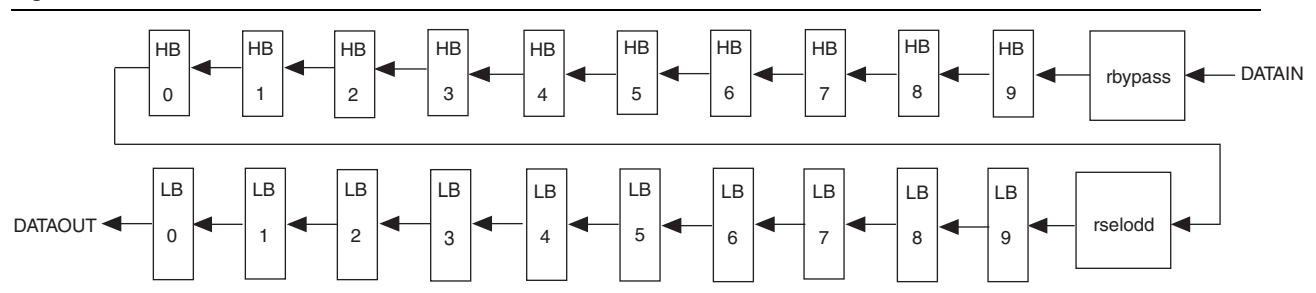 HB 0
HB 1
HB 2
HB 3
HB 4
HB 5
HB 6
HB 7
HB 8
HB 9
rbypass
DATAIN
DATAOUT
LB 0
LB 1
LB 2
LB 3
LB 4
LB 5
LB 6
LB 7
LB 8
LB 9
rselodd